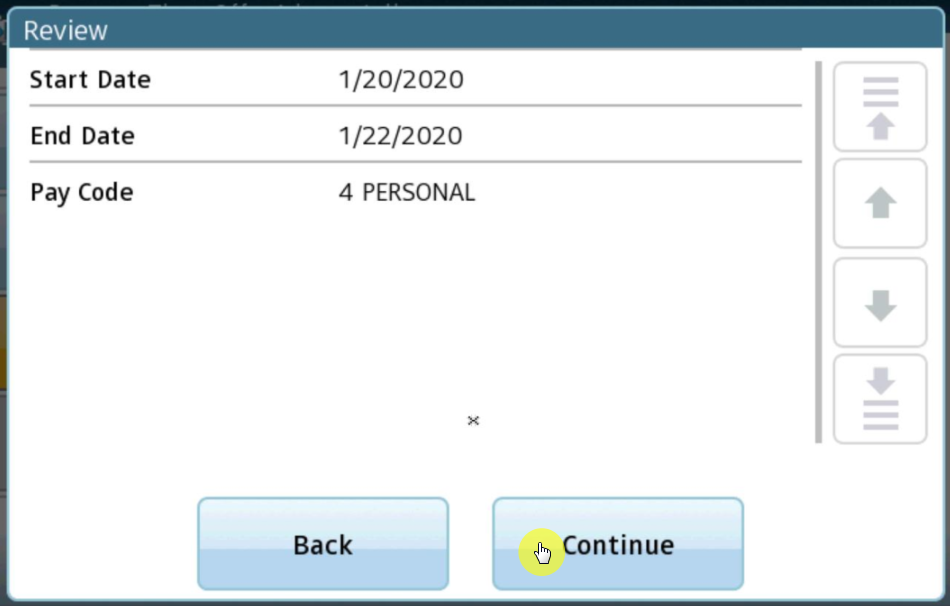 Review
Start Date 1/20/2020
End Date 1/22/2020
Pay Code 4 PERSONAL
Back Continue